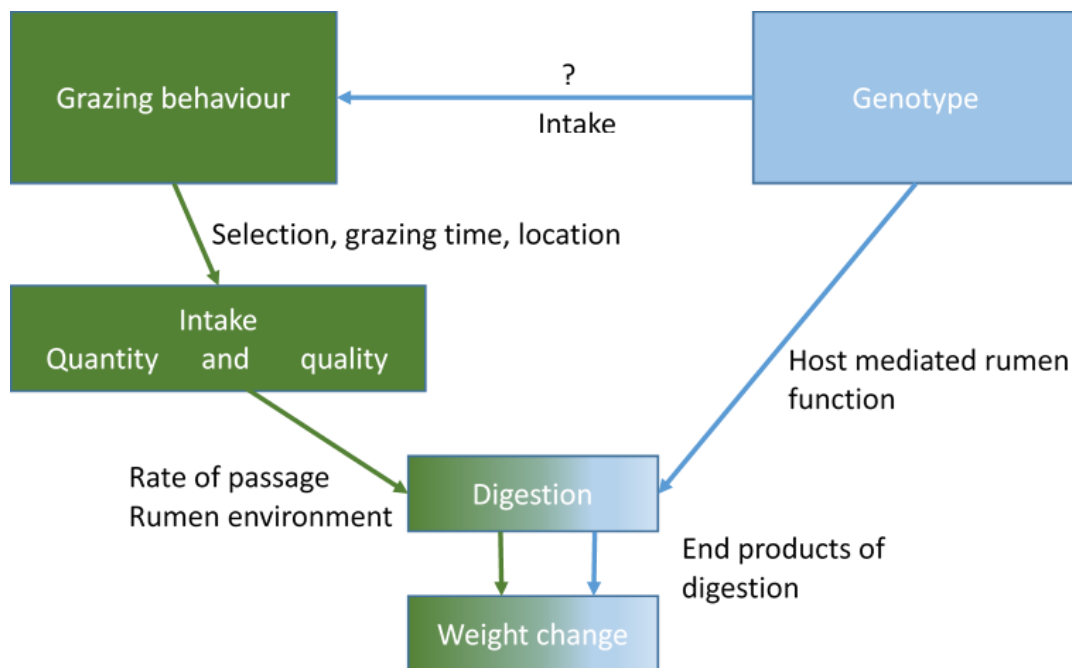 Grazing behaviour
?
Intake
Genotype
Selection, grazing time, location
Intake
Quantity and quality
Host mediated rumen
function
Rate of passage
Rumen environment
Digestion
End products of
digestion
Weight change